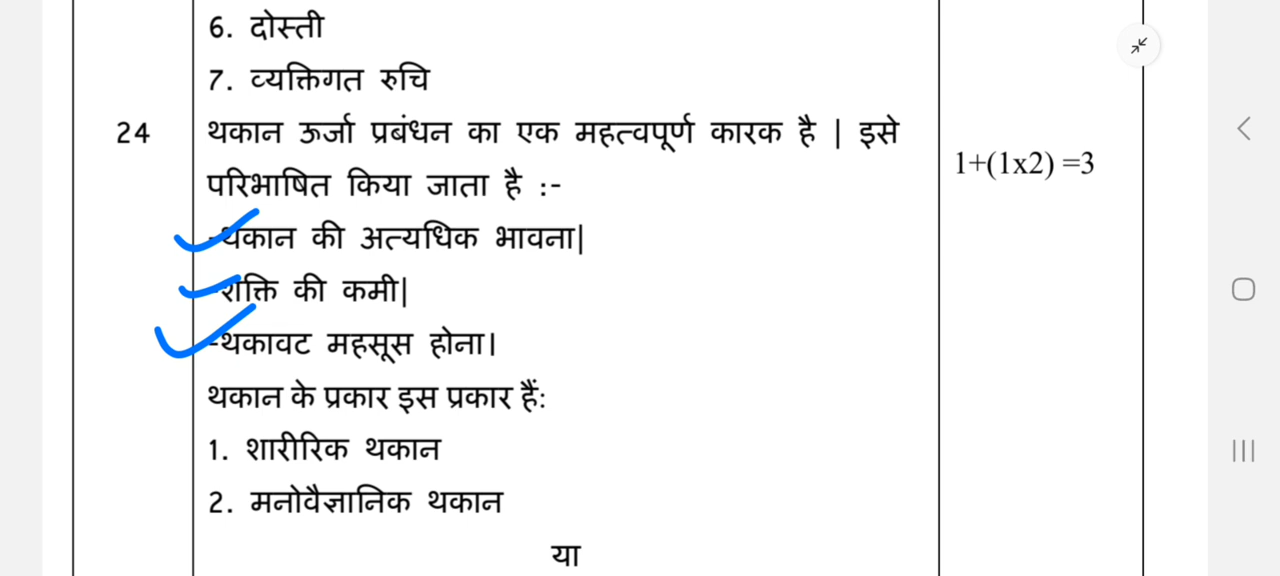 6. दोस्ती
7. व्यक्तिगत रुचि
24 थकान ऊर्जा प्रबंधन का एक महत्वपूर्ण कारक है | इसे
1+(1x2) =3
परिभाषित किया जाता है :-
-थकान की अत्यधिक भावना|
-शक्ति की कमी|
-थकावट महसूस होना।
थकान के प्रकार इस प्रकार हैं:
1. शारीरिक थकान
2. मनोवैज्ञानिक थकान
या